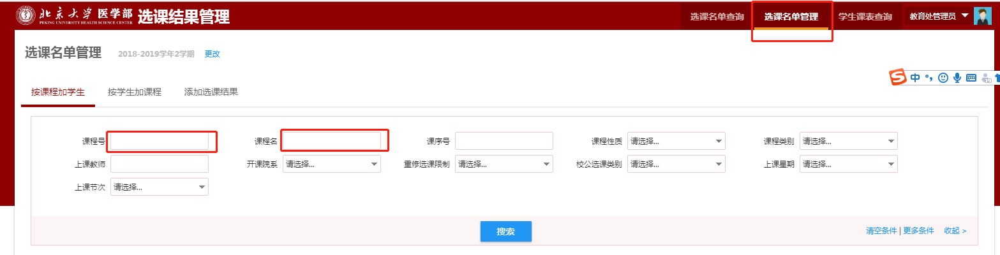 北京大学医学部 选课结果管理
PEKING UNIVERSITY HEALTH SCIENCE CENTER
选课名单查询 选课名单管理 学生课表查询 教育处管理员
选课名单管理 2018-2019学年2学期 更改
S 中 °，
按课程加学生 按学生加课程 添加选课结果
课程号 课程名 课序号 课程性质 请选择... 课程类别 请选择...
上课教师 开课院系 请选择... 重修选课限制 请选择... 校公选课类别 请选择... 上课星期 请选择...
上课节次 请选择...
搜索 清空条件 | 更多条件 收起 >